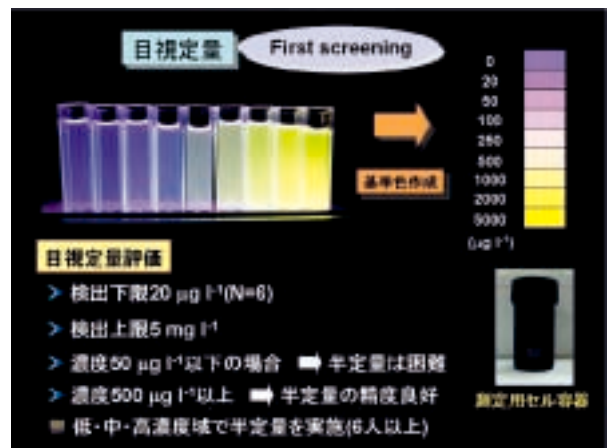 目視定量
First screening
0
20
50
100
250
500
1000
2000
5000
(μg l⁻¹)
基準色作成
目視定量評価
➢ 検出下限20 μg l⁻¹(N=6)
➢ 検出上限5 mg l⁻¹
➢ 濃度50 μg l⁻¹以下の場合 ➡ 半定量は困難
➢ 濃度500 μg l⁻¹以上 ➡ 半定量の精度良好
■ 低・中・高濃度域で半定量を実施(6人以上)
測定用セル容器